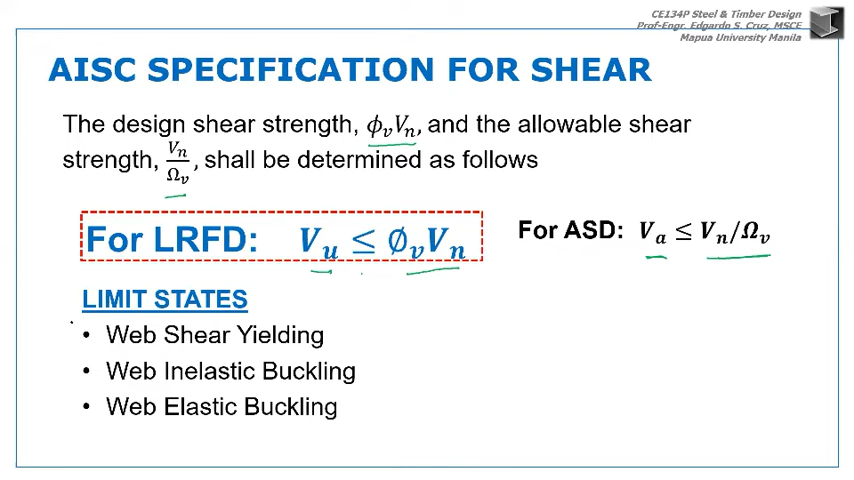 CE134P Steel & Timber Design
Prof-Engr. Edgardo S. Cruz, MSCE
Mapua University Manila
AISC SPECIFICATION FOR SHEAR
The design shear strength, ϕᵥVₙ, and the allowable shear
strength, Vₙ/Ωᵥ, shall be determined as follows
For LRFD: Vᵤ ≤ ∅ᵥVₙ
For ASD: Vₐ ≤ Vₙ/Ωᵥ
LIMIT STATES
• Web Shear Yielding
• Web Inelastic Buckling
• Web Elastic Buckling